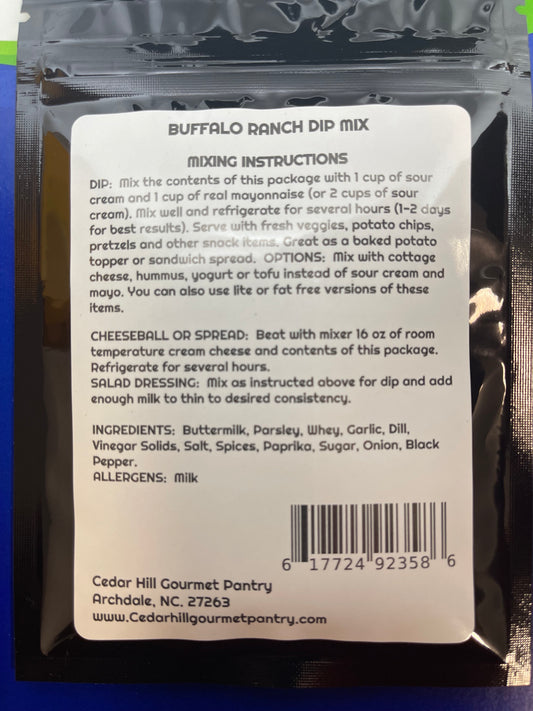 BUFFALO RANCH DIP MIX
MIXING INSTRUCTIONS
DIP: Mix the contents of this package with 1 cup of sour
cream and 1 cup of real mayonnaise (or 2 cups of sour
cream). Mix well and refrigerate for several hours (1-2 days
for best results). Serve with fresh veggies, potato chips,
pretzels and other snack items. Great as a baked potato
topper or sandwich spread. OPTIONS: Mix with cottage
cheese, hummus, yogurt or tofu instead of sour cream and
mayo. You can also use lite or fat free versions of these
items.
CHEESEBALL OR SPREAD: Beat with mixer 16 oz of room
temperature cream cheese and contents of this package.
Refrigerate for several hours.
SALAD DRESSING: Mix as instructed above for dip and add
enough milk to thin to desired consistency.
INGREDIENTS: Buttermilk, Parsley, Whey, Garlic, Dill,
Vinegar Solids, Salt, Spices, Paprika, Sugar, Onion, Black
Pepper.
ALLERGENS: Milk
6 17724 92358 6
Cedar Hill Gourmet Pantry
Archdale, NC. 27263
www.Cedarhillgourmetpantry.com